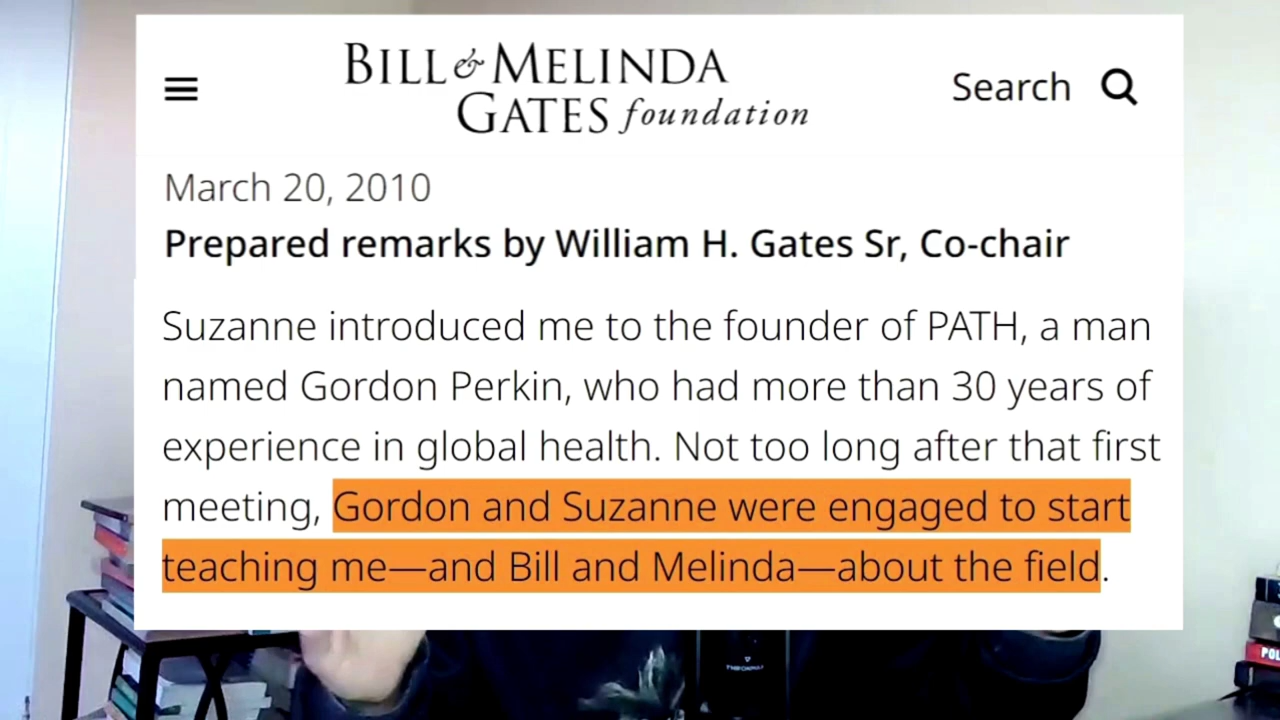 BILL & MELINDA
GATES foundation
Search
March 20, 2010
Prepared remarks by William H. Gates Sr, Co-chair
Suzanne introduced me to the founder of PATH, a man
named Gordon Perkin, who had more than 30 years of
experience in global health. Not too long after that first
meeting, Gordon and Suzanne were engaged to start
teaching me—and Bill and Melinda—about the field.
POL